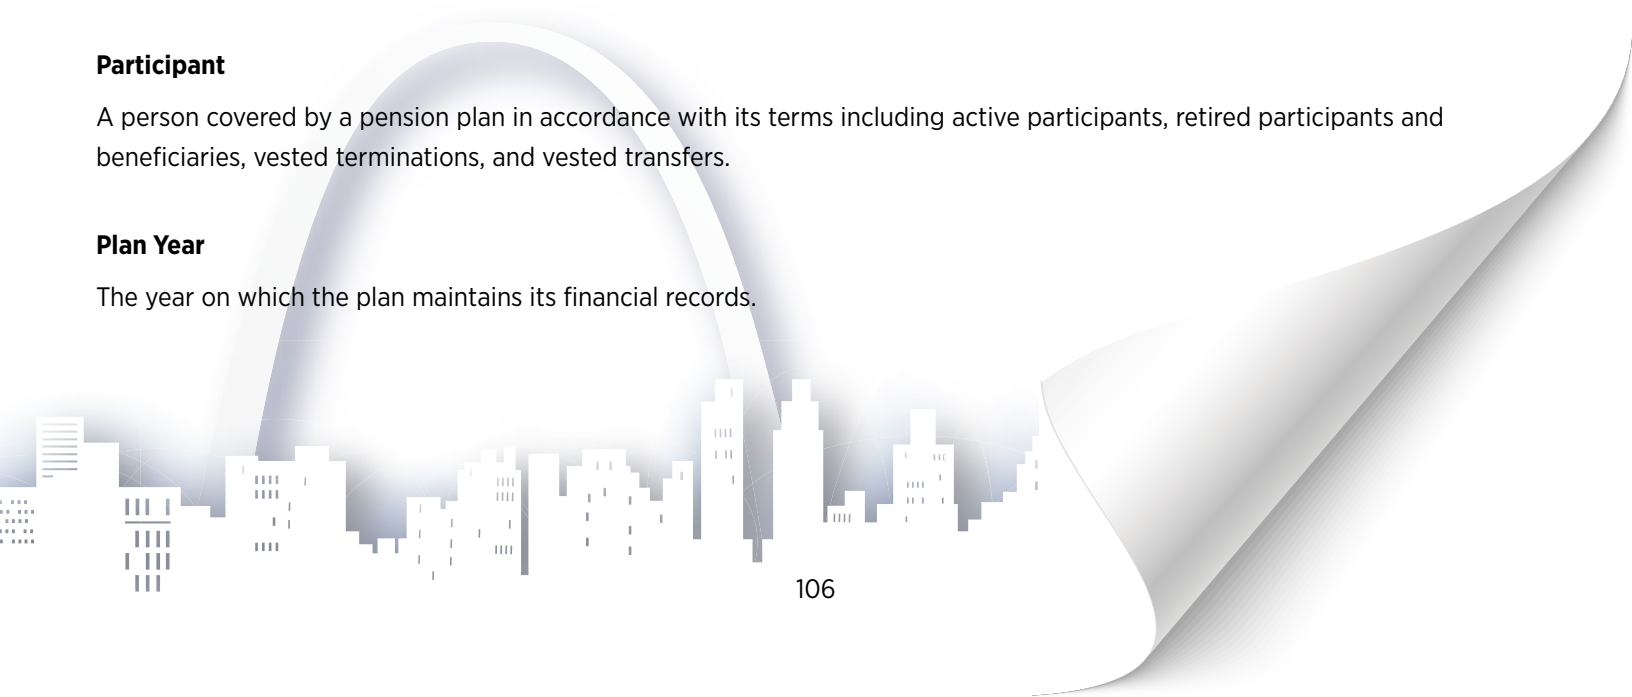 Participant
A person covered by a pension plan in accordance with its terms including active participants, retired participants and
beneficiaries, vested terminations, and vested transfers.
Plan Year
The year on which the plan maintains its financial records.
106